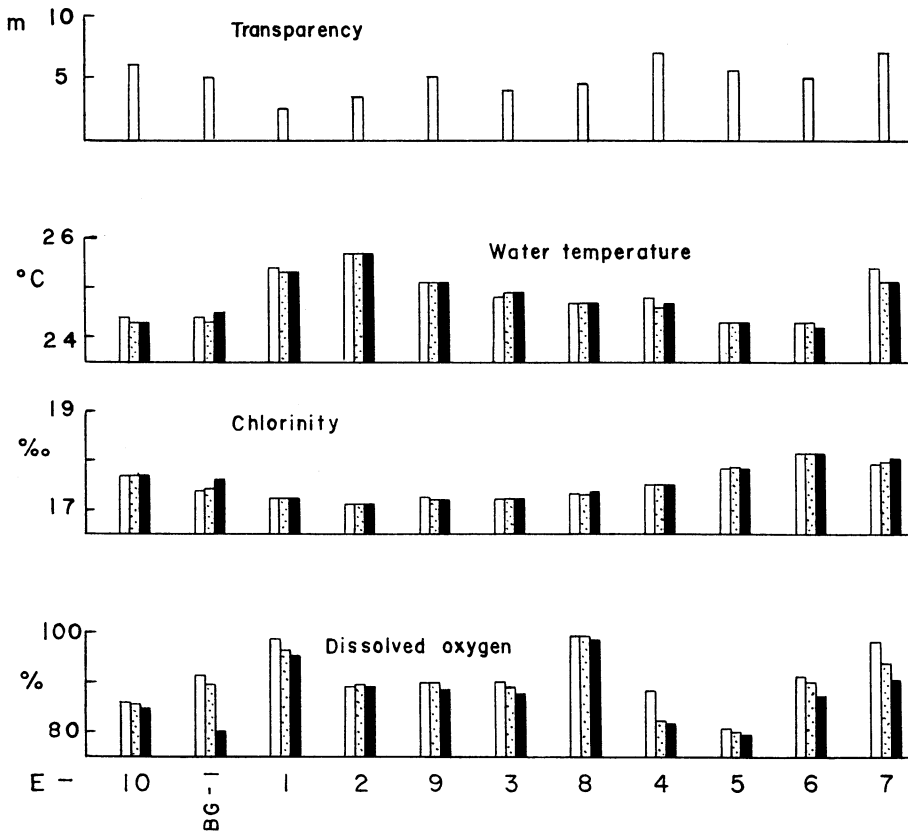 m 10 Transparency
5
26 Water temperature
°C
24
19
Chlorinity
‰
17
100 Dissolved oxygen
%
80
E – 10 BG-1 1 2 9 3 8 4 5 6 7